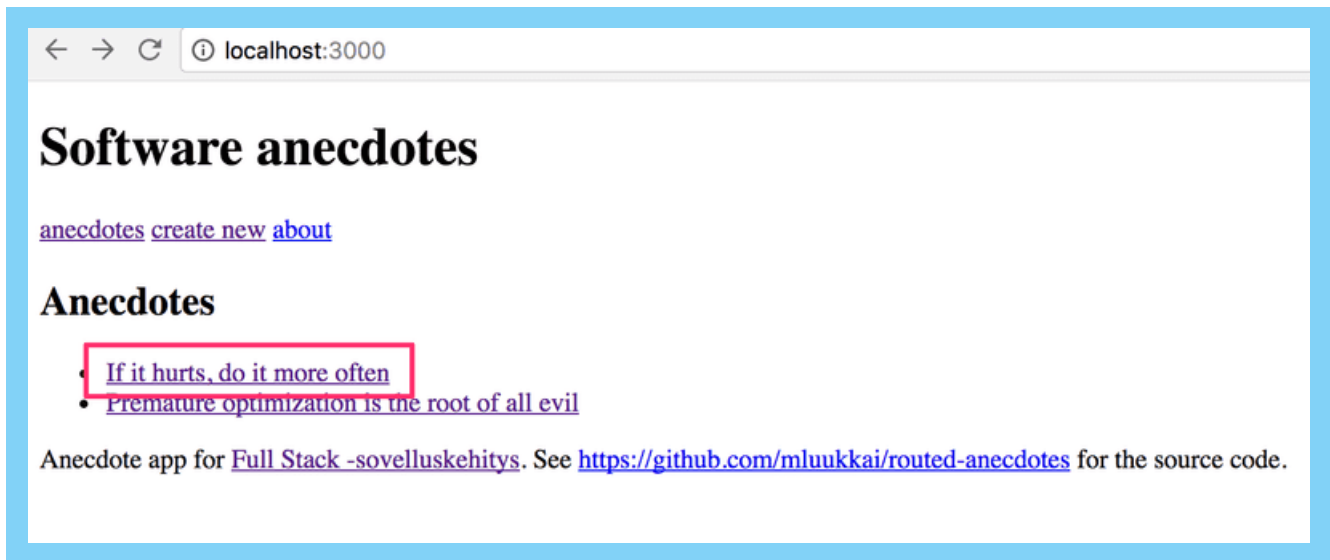 localhost:3000
Software anecdotes
anecdotes create new about
Anecdotes
If it hurts, do it more often
Premature optimization is the root of all evil
Anecdote app for Full Stack -sovelluskehitys. See https://github.com/mluukkai/routed-anecdotes for the source code.